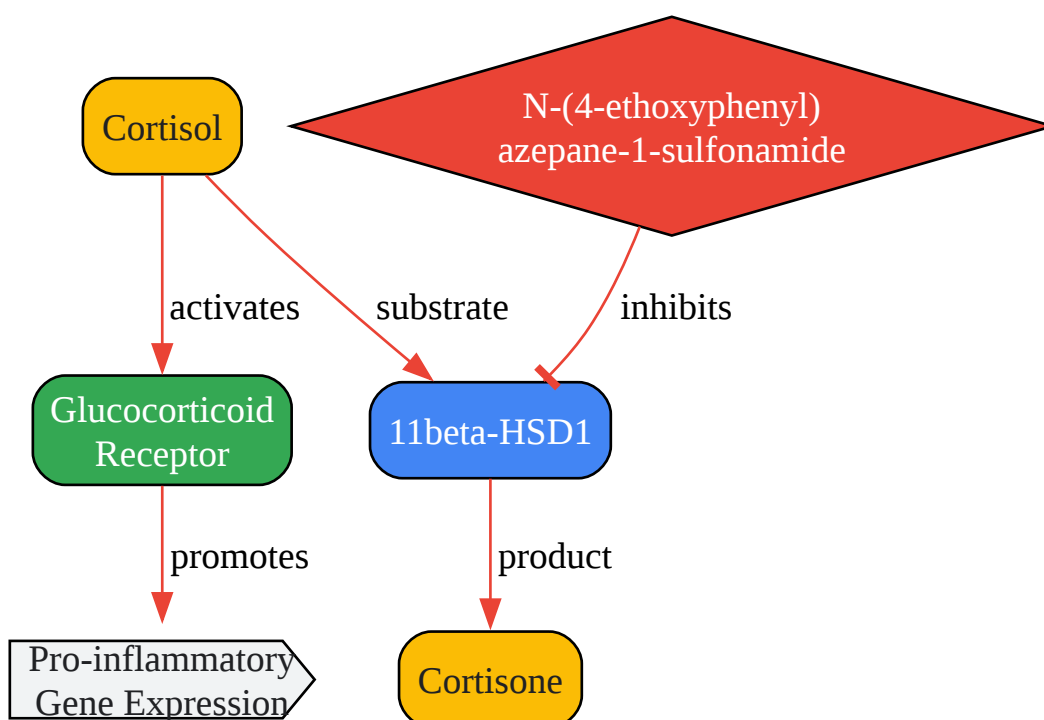 N-(4-ethoxyphenyl)
azepane-1-sulfonamide
Cortisol
activates
substrate
inhibits
Glucocorticoid
Receptor
11beta-HSD1
promotes
product
Pro-inflammatory
Gene Expression
Cortisone